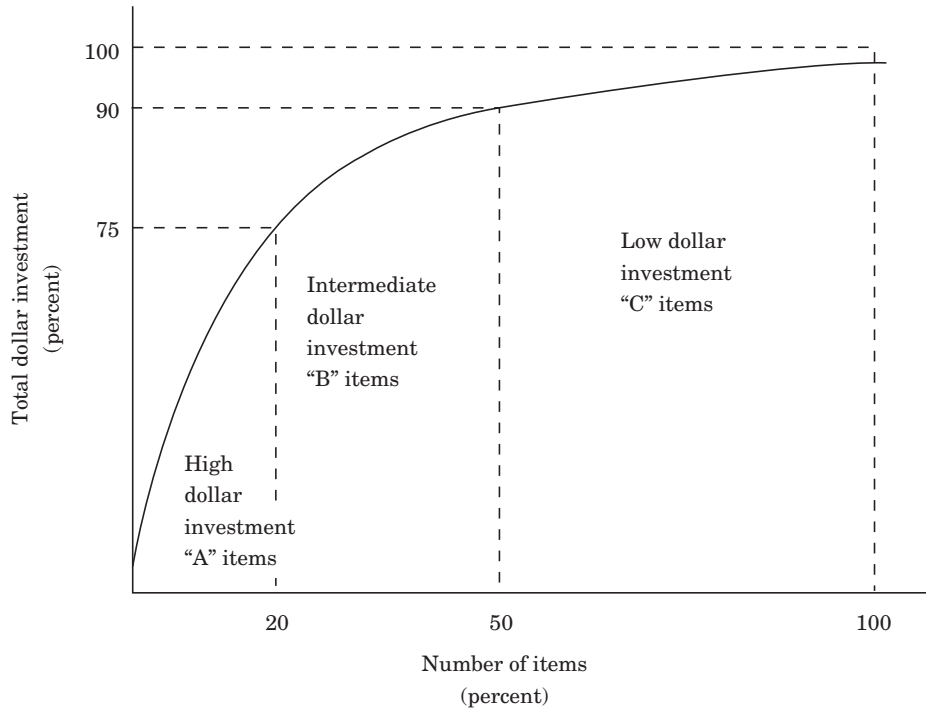 100
90
75
Total dollar investment
(percent)
Low dollar
investment
“C” items
Intermediate
dollar
investment
“B” items
High
dollar
investment
“A” items
20
50
100
Number of items
(percent)